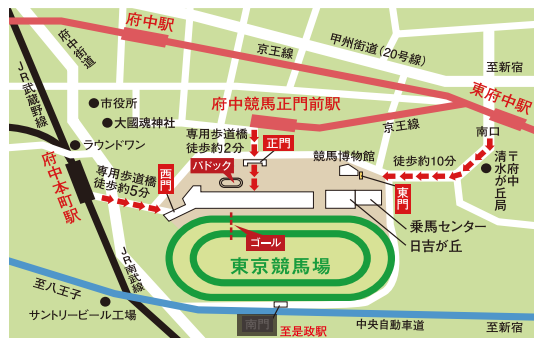 府中駅
府中街道
京王線
甲州街道(20号線)
至新宿
JR武蔵野線
市役所
大國魂神社
府中競馬正門前駅
東府中駅
京王線
南口
ラウンドワン
専用歩道橋
徒歩約2分
正門
競馬博物館
徒歩約10分
〒府中
清水が丘局
府中本町駅
専用歩道橋
徒歩約5分
西門
パドック
東門
乗馬センター
日吉が丘
ゴール
東京競馬場
JR南武線
至八王子
サントリービール工場
南門
至是政駅
中央自動車道
至新宿